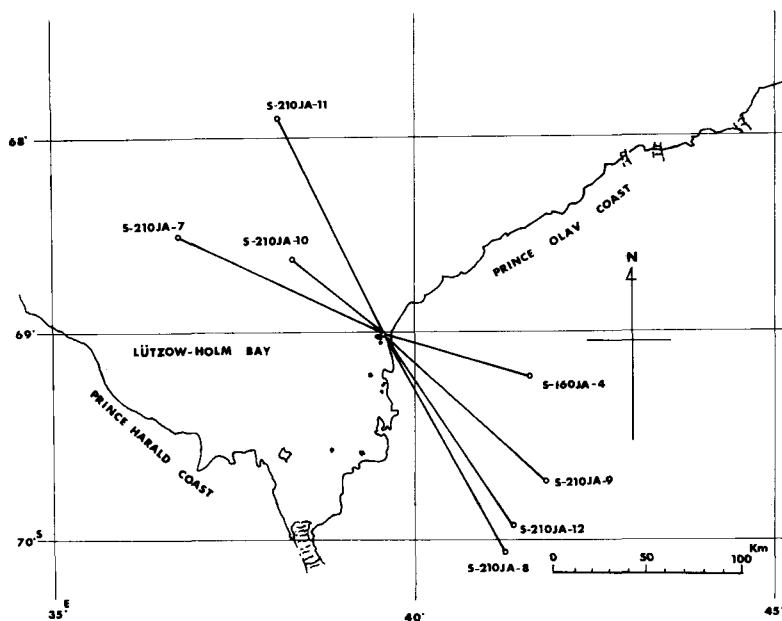 S-210JA-11
68°
S-210JA-7
S-210JA-10
PRINCE OLAV COAST
N
69°
LÜTZOW-HOLM BAY
S-160JA-4
PRINCE HARALD COAST
S-210JA-9
S-210JA-12
70°S
S-210JA-8
Km
0 50 100
35°E
40°
45°